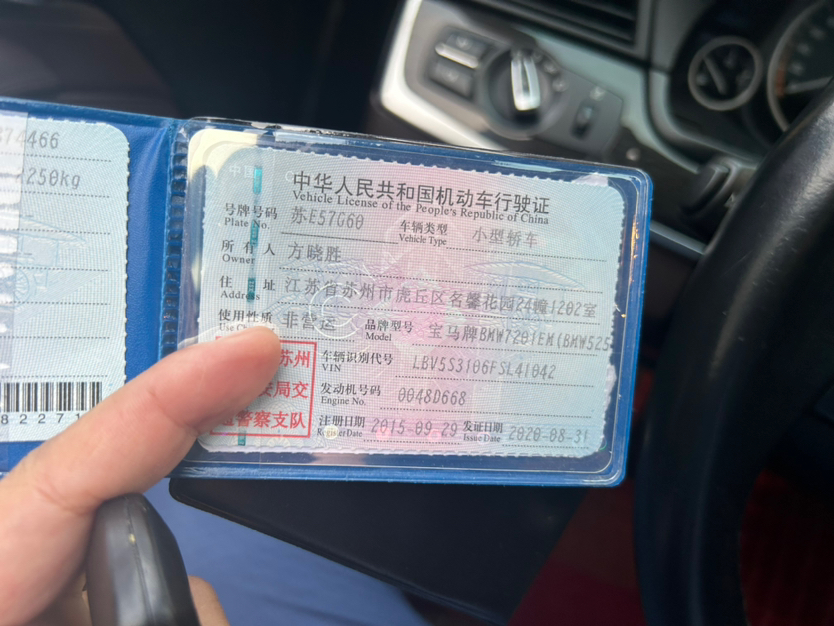 中华人民共和国机动车行驶证
Vehicle License of the People's Republic of China
号牌号码 苏E57G60 车辆类型 小型轿车
Plate No. Vehicle Type
所有人 方晓胜
Owner
住址 江苏省苏州市虎丘区名馨花园24幢1202室
Address
使用性质 非营运 品牌型号 宝马牌BMW7201EM(BMW525
Model
苏州 车辆识别代号 LBV5S3106FSL41042
VIN
安局交 发动机号码 0048D668
Engine No.
警察支队 注册日期 2015-09-29 发证日期 2020-08-31
Register Date Issue Date
74466
250kg
82271